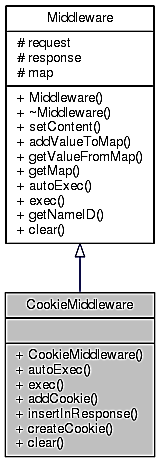 Middleware
# request
# response
# map
+ Middleware()
+ ~Middleware()
+ setContent()
+ addValueToMap()
+ getValueFromMap()
+ getMap()
+ autoExec()
+ exec()
+ getNameID()
+ clear()
CookieMiddleware
+ CookieMiddleware()
+ autoExec()
+ exec()
+ addCookie()
+ insertInResponse()
+ createCookie()
+ clear()